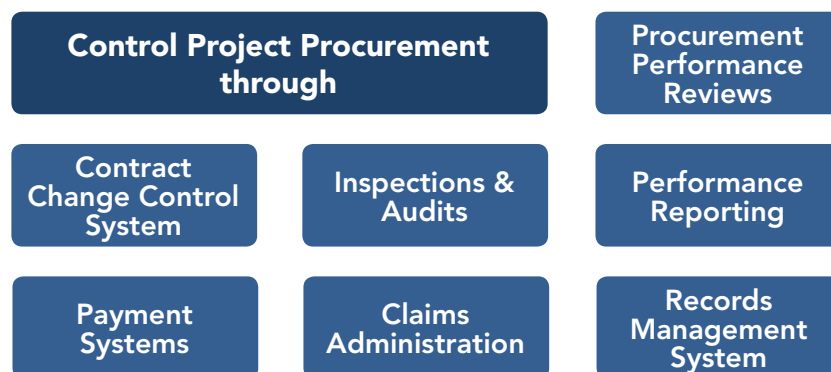 Control Project Procurement
through
Procurement
Performance
Reviews
Contract
Change Control
System
Inspections &
Audits
Performance
Reporting
Payment
Systems
Claims
Administration
Records
Management
System